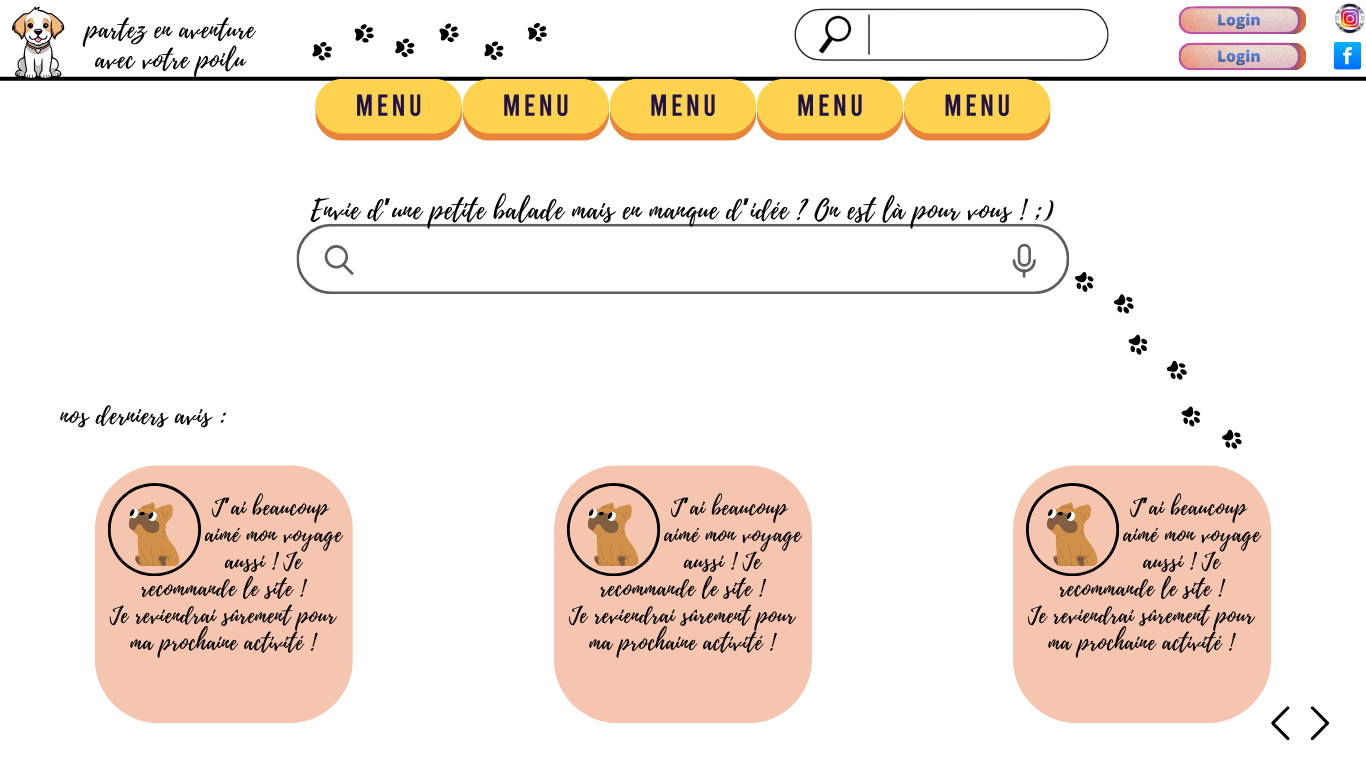 partez en aventure
avec votre poilu
Login
Login
MENU MENU MENU MENU MENU
Envie d"une petite balade mais en manque d"idée ? On est là pour vous ! ;)
nos derniers avis :
J"ai beaucoup
aimé mon voyage
aussi ! Je
recommande le site !
Je reviendrai sûrement pour
ma prochaine activité !
J"ai beaucoup
aimé mon voyage
aussi ! Je
recommande le site !
Je reviendrai sûrement pour
ma prochaine activité !
J"ai beaucoup
aimé mon voyage
aussi ! Je
recommande le site !
Je reviendrai sûrement pour
ma prochaine activité !